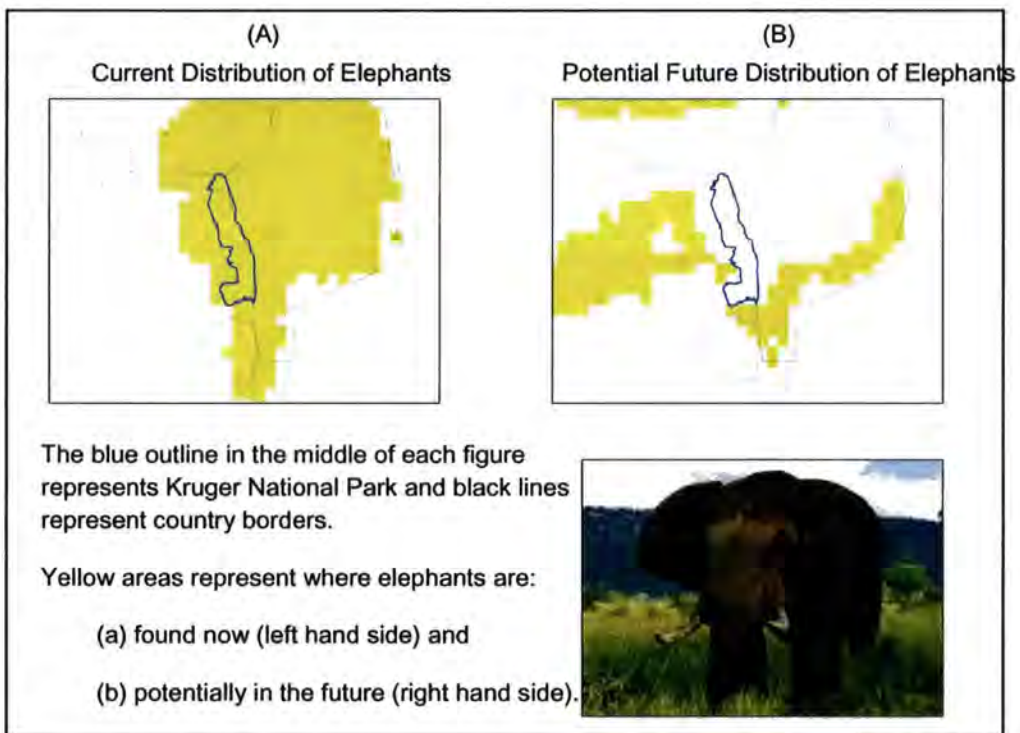 (A)
Current Distribution of Elephants
(B)
Potential Future Distribution of Elephants
The blue outline in the middle of each figure
represents Kruger National Park and black lines
represent country borders.
Yellow areas represent where elephants are:
(a) found now (left hand side) and
(b) potentially in the future (right hand side).